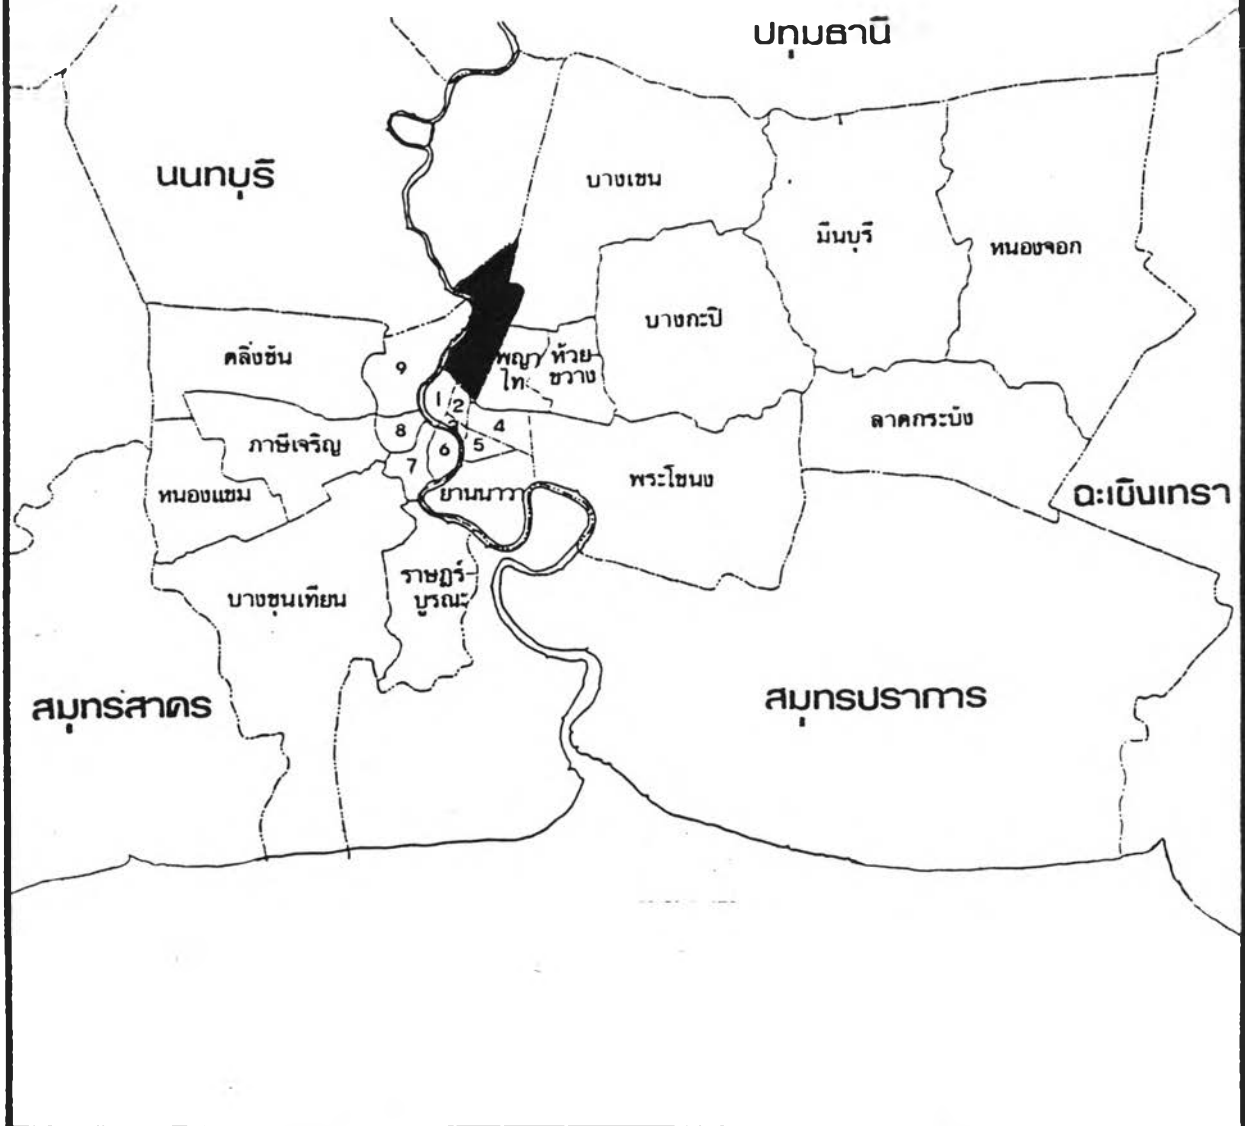 ปทุมธานี
นนทบุรี
บางเขน
มีนบุรี
หนองจอก
บางกะปิ
ตลิ่งชัน
9
พญา
ไท
ห้วย
ขวาง
1
2
3
4
5
6
7
8
ลาดกระบัง
ภาษีเจริญ
พระโขนง
หนองแขม
ยานนาวา
ฉะเชิงเทรา
ราษฎร์
บูรณะ
บางขุนเทียน
สมุทรสาคร
สมุทรปราการ